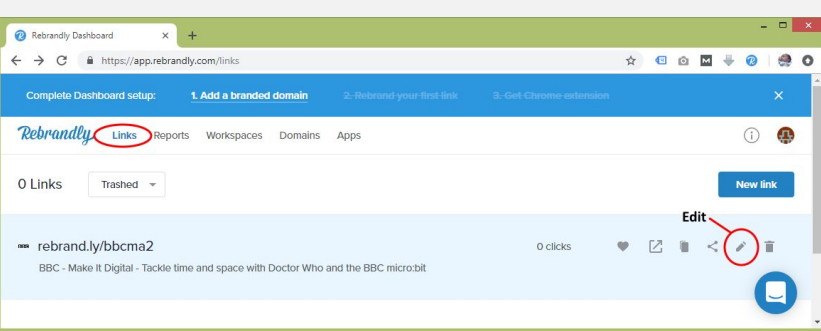 Rebrandly Dashboard
https://app.rebrandly.com/links
Complete Dashboard setup: 1. Add a branded domain 2. Rebrand your first link 3. Get Chrome extension
Rebrandly Links Reports Workspaces Domains Apps
0 Links Trashed New link
Edit
rebrand.ly/bbcma2 0 clicks
BBC - Make It Digital - Tackle time and space with Doctor Who and the BBC micro:bit